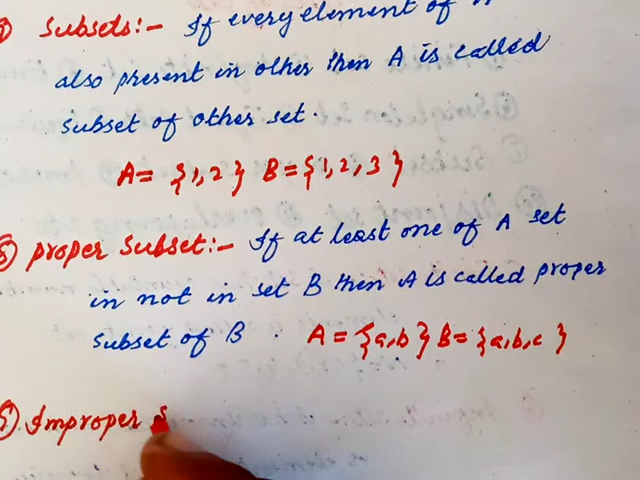 Subsets:- If every element of A
also present in other then A is called
subset of other set.
A = {1,2} B = {1,2,3}
proper Subset:- If at least one of A set
in not in set B then A is called proper
subset of B . A = {a,b} B = {a,b,c}
Improper S